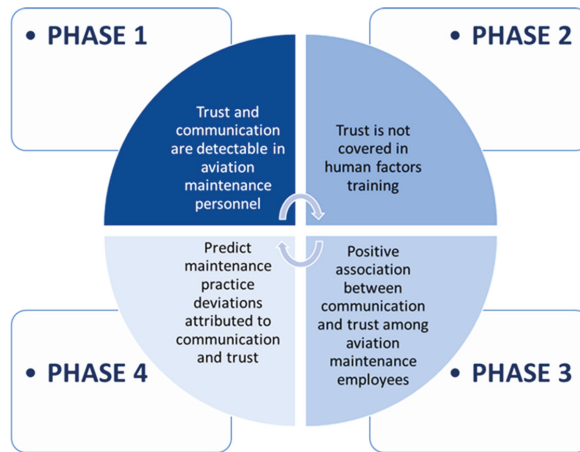 • PHASE 1
• PHASE 2
Trust and
communication
are detectable in
aviation
maintenance
personnel
Trust is not
covered in
human factors
training
Predict
maintenance
practice
deviations
attributed to
communication
and trust
Positive
association
between
communication
and trust among
aviation
maintenance
employees
• PHASE 4
• PHASE 3